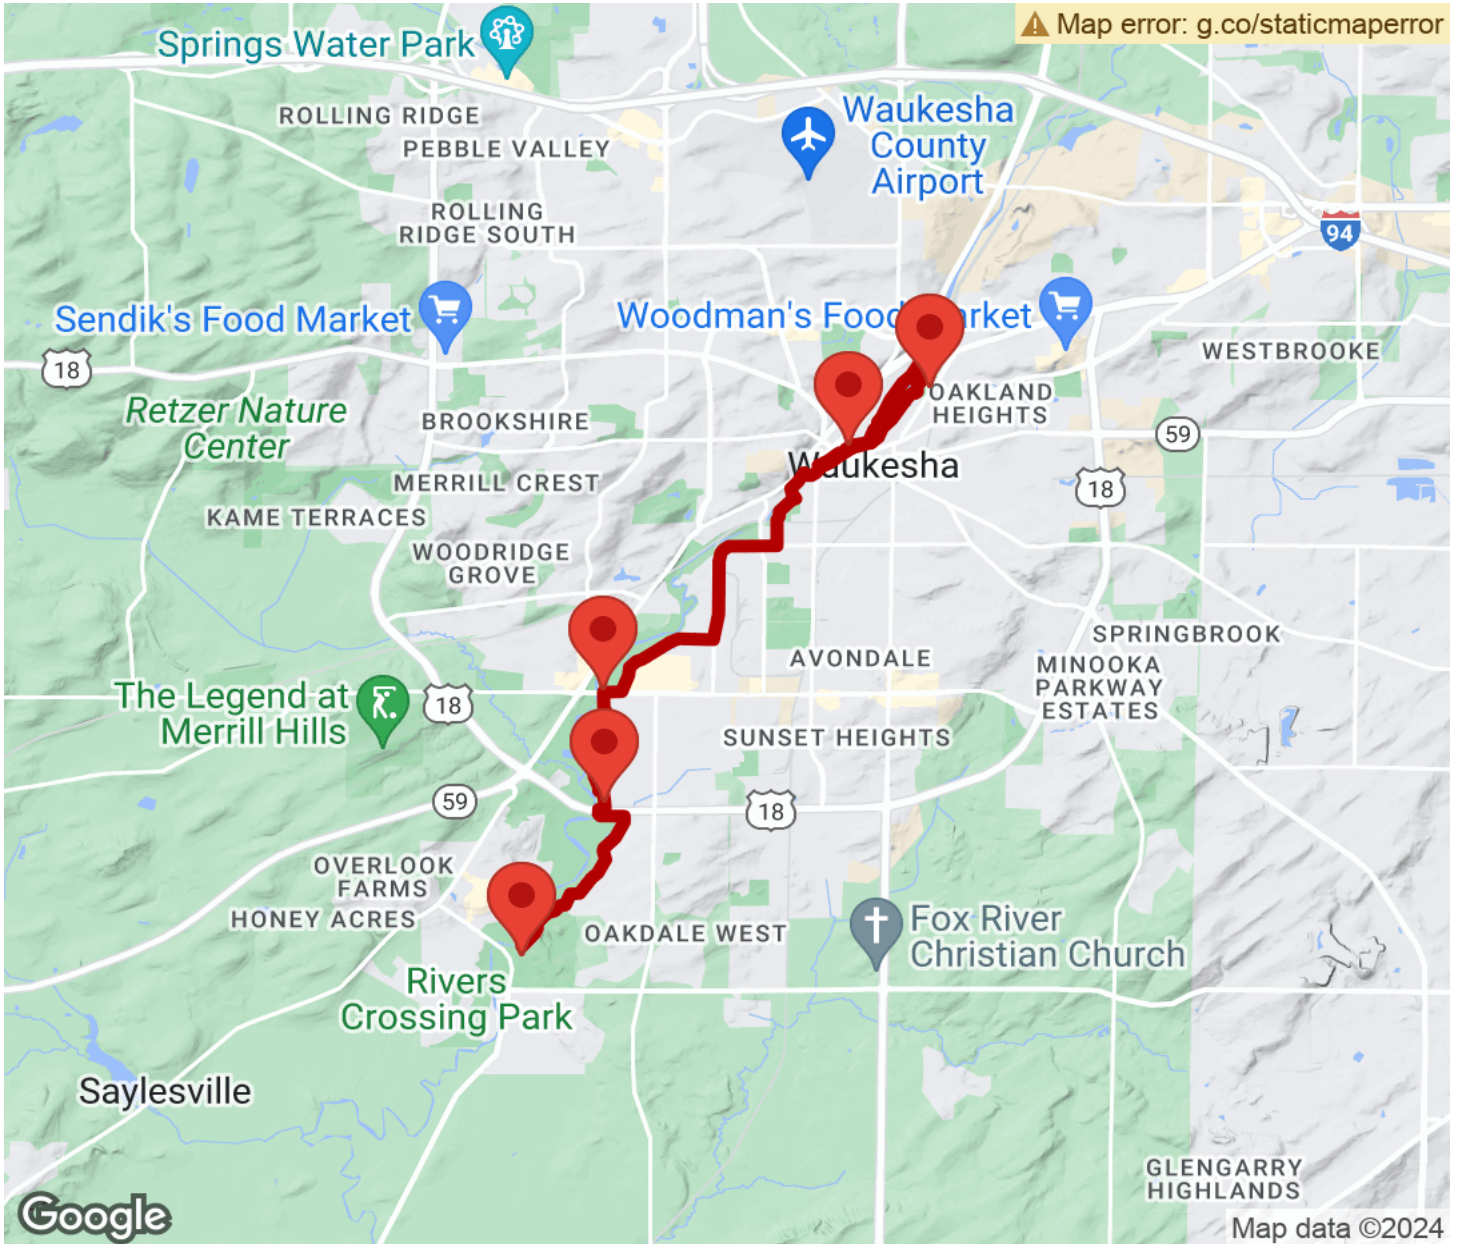 Map error: g.co/staticmaperror
Springs Water Park
ROLLING RIDGE
PEBBLE VALLEY
Waukesha
County
Airport
ROLLING
RIDGE SOUTH
94
Sendik's Food Market
Woodman's Food
arket
WESTBROOKE
18
Retzer Nature
Center
BROOKSHIRE
OAKLAND
HEIGHTS
59
Waukesha
MERRILL CREST
18
KAME TERRACES
WOODRIDGE
GROVE
SPRINGBROOK
AVONDALE
MINOOKA
PARKWAY
ESTATES
The Legend at
Merrill Hills
18
SUNSET HEIGHTS
59
18
OVERLOOK
FARMS
HONEY ACRES
OAKDALE WEST
Fox River
Christian Church
Rivers
Crossing Park
Saylesville
GLENGARRY
HIGHLANDS
Google
Map data ©2024